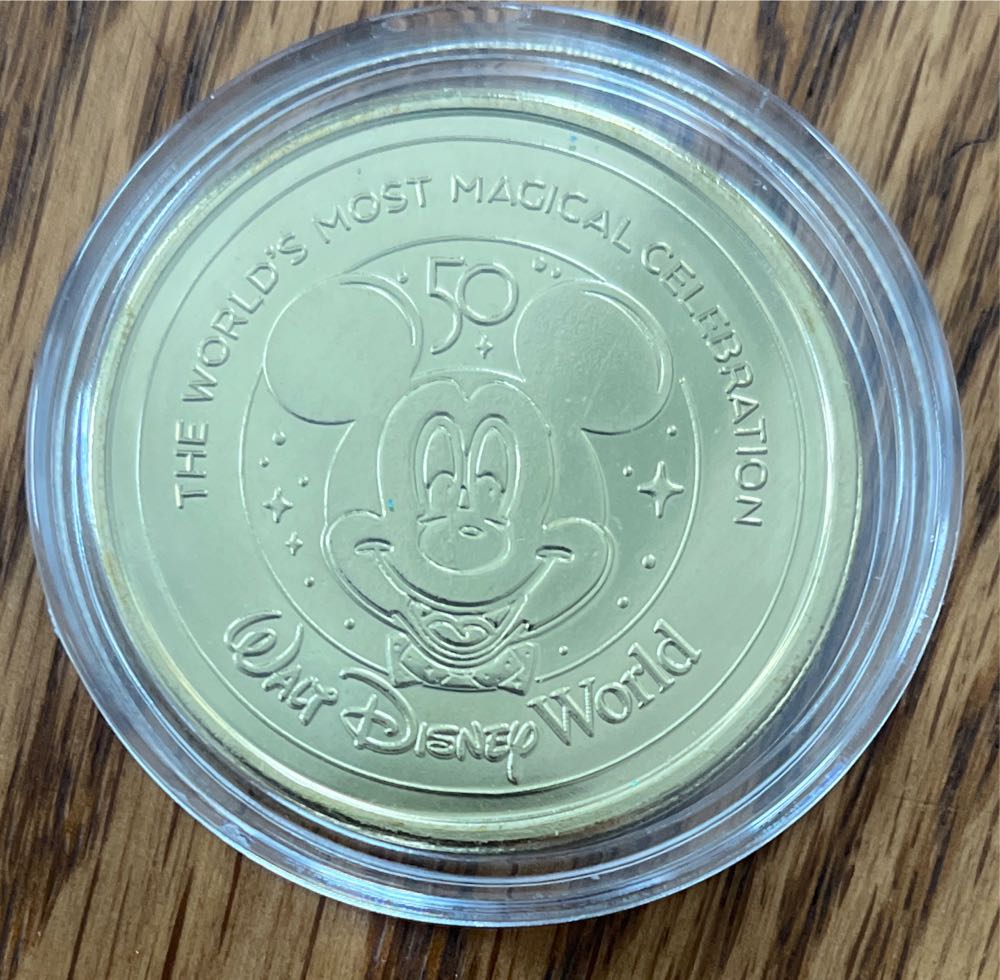 THE WORLD'S MOST MAGICAL CELEBRATION
50
WALT DISNEY World